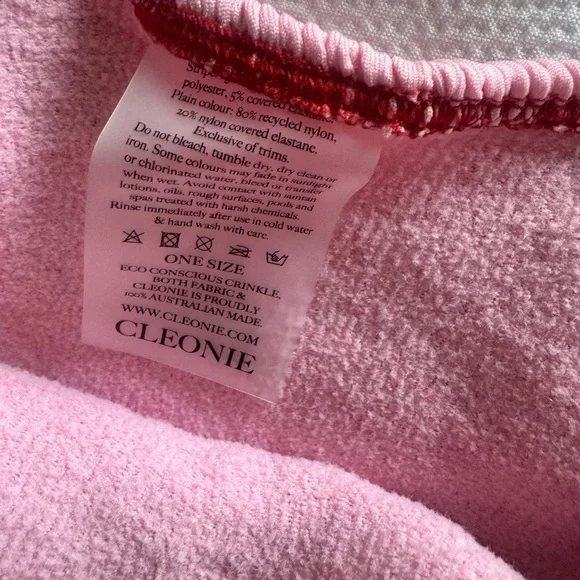 polyester, 5% covered elastane.
Plain colour: 80% recycled nylon,
20% nylon covered elastane.
Exclusive of trims.
Do not bleach, tumble dry, dry clean or
iron. Some colours may fade in sunlight
or chlorinated water, bleed or transfer
when wet. Avoid contact with suntan
lotions, oils, rough surfaces, pools and
spas treated with harsh chemicals.
Rinse immediately after use in cold water
& hand wash with care.
ONE SIZE
ECO CONSCIOUS CRINKLE,
BOTH FABRIC &
CLEONIE IS PROUDLY
100% AUSTRALIAN MADE.
WWW.CLEONIE.COM
CLEONIE